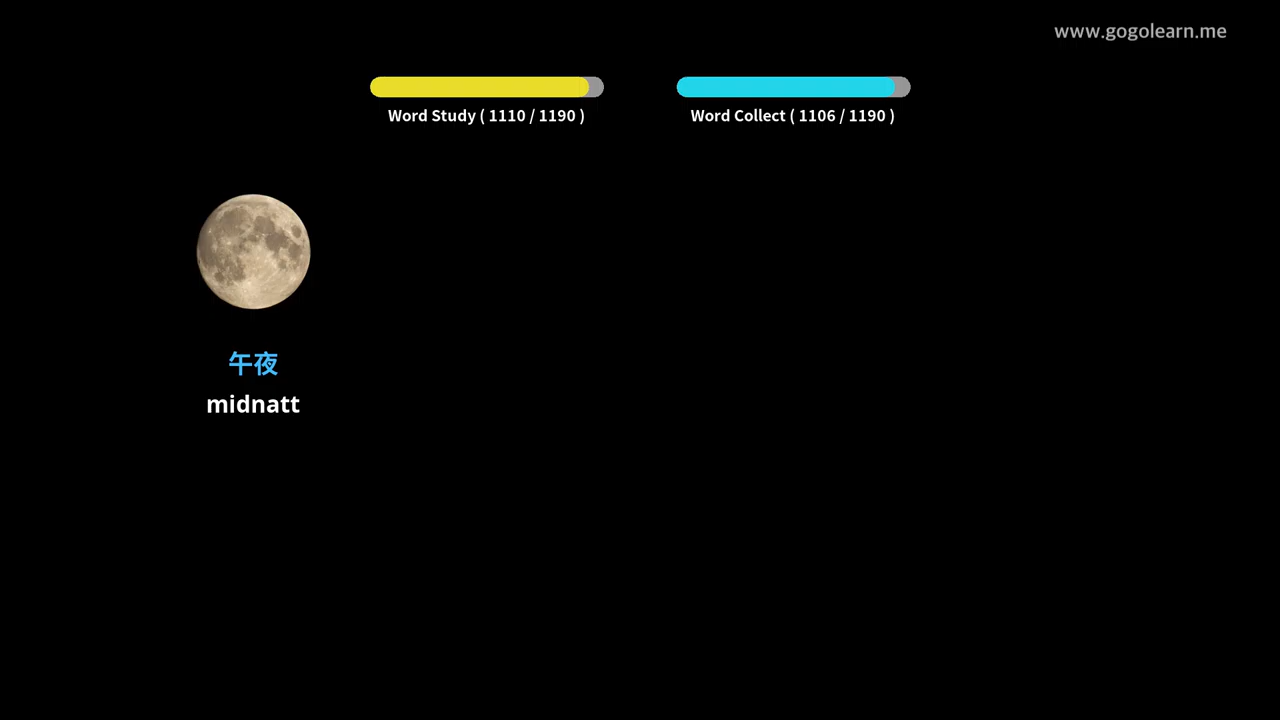 www.gogolearn.me
Word Study ( 1110 / 1190 )
Word Collect ( 1106 / 1190 )
午夜
midnatt